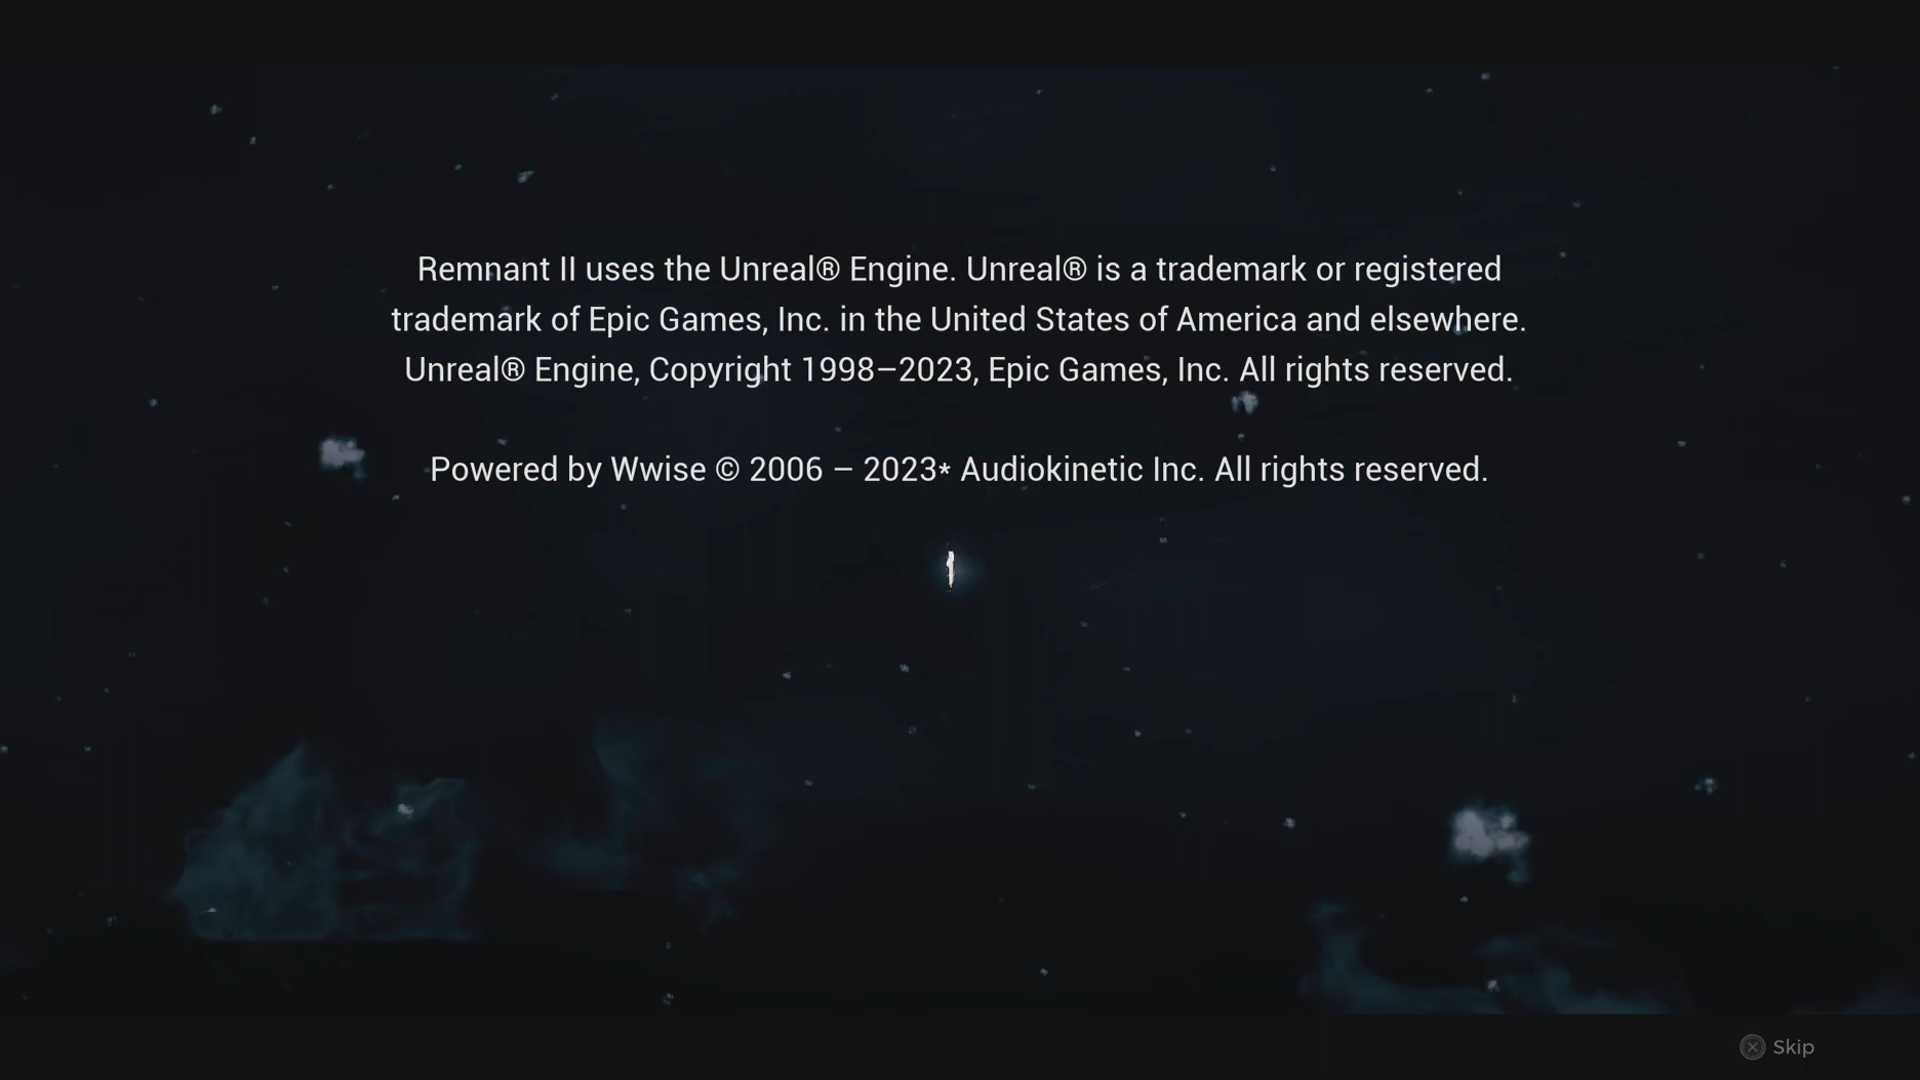 Remnant II uses the Unreal® Engine. Unreal® is a trademark or registered
trademark of Epic Games, Inc. in the United States of America and elsewhere.
Unreal® Engine, Copyright 1998–2023, Epic Games, Inc. All rights reserved.
Powered by Wwise © 2006 – 2023* Audiokinetic Inc. All rights reserved.
Skip